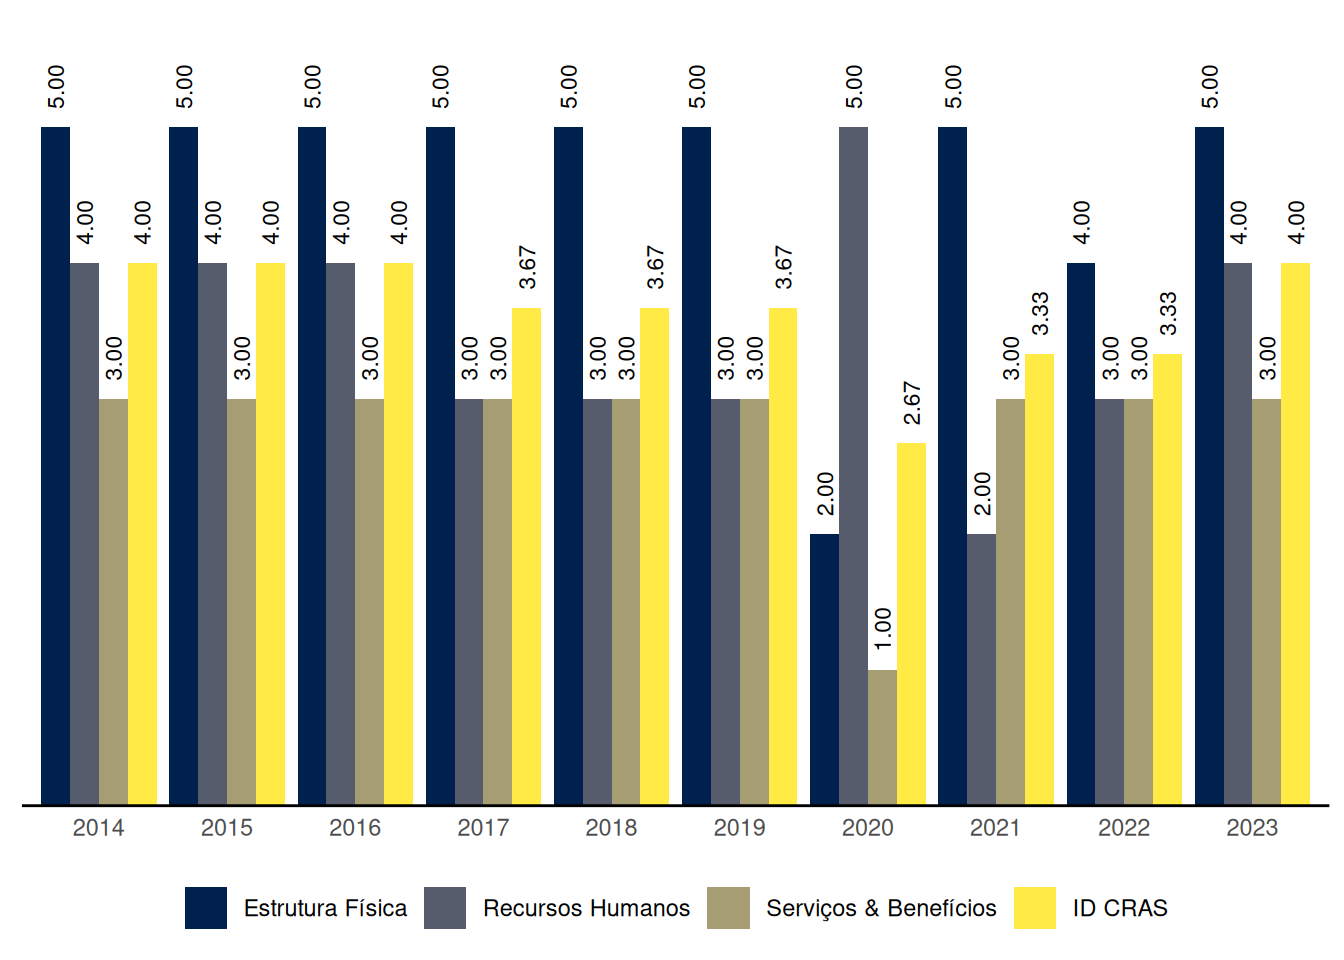 5.00 5.00 5.00 5.00 5.00 5.00 5.00 5.00 5.00
4.00 4.00 4.00 4.00 4.00 4.00 4.00 4.00 4.00
3.67 3.67 3.67
3.33 3.33
3.00 3.00 3.00 3.00 3.00 3.00 3.00 3.00 3.00 3.00 3.00 3.00 3.00
2.67
2.00 2.00
1.00
2014 2015 2016 2017 2018 2019 2020 2021 2022 2023
Estrutura Física Recursos Humanos Serviços & Benefícios ID CRAS